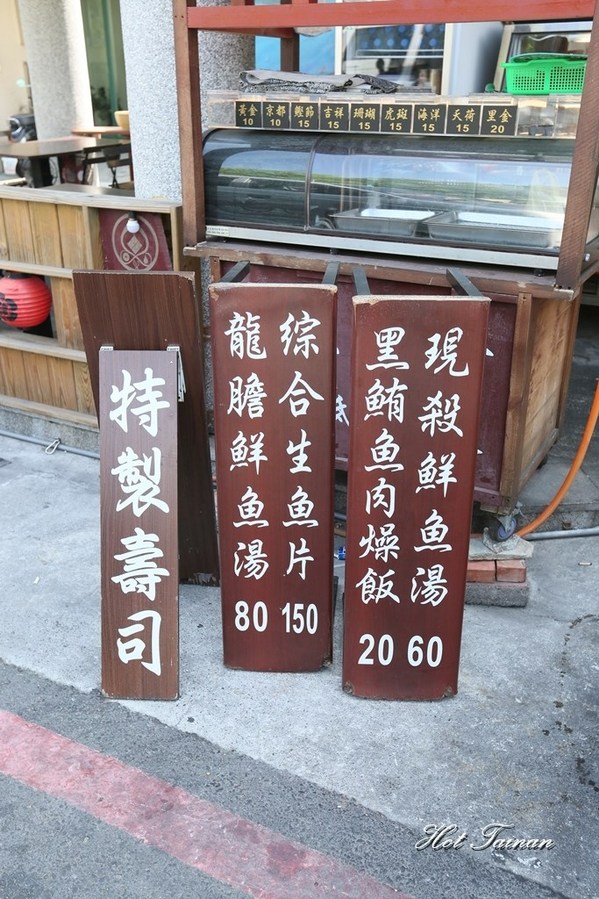 黃金 京都 鰹節 吉祥 珊瑚 虎斑 海洋 天荷 里金
10 10 15 15 15 15 15 15 20
特製壽司
綜合生魚片 150
龍膽鮮魚湯 80
現殺鮮魚湯 60
黑鮪魚肉燥飯 20
Hot Tainan